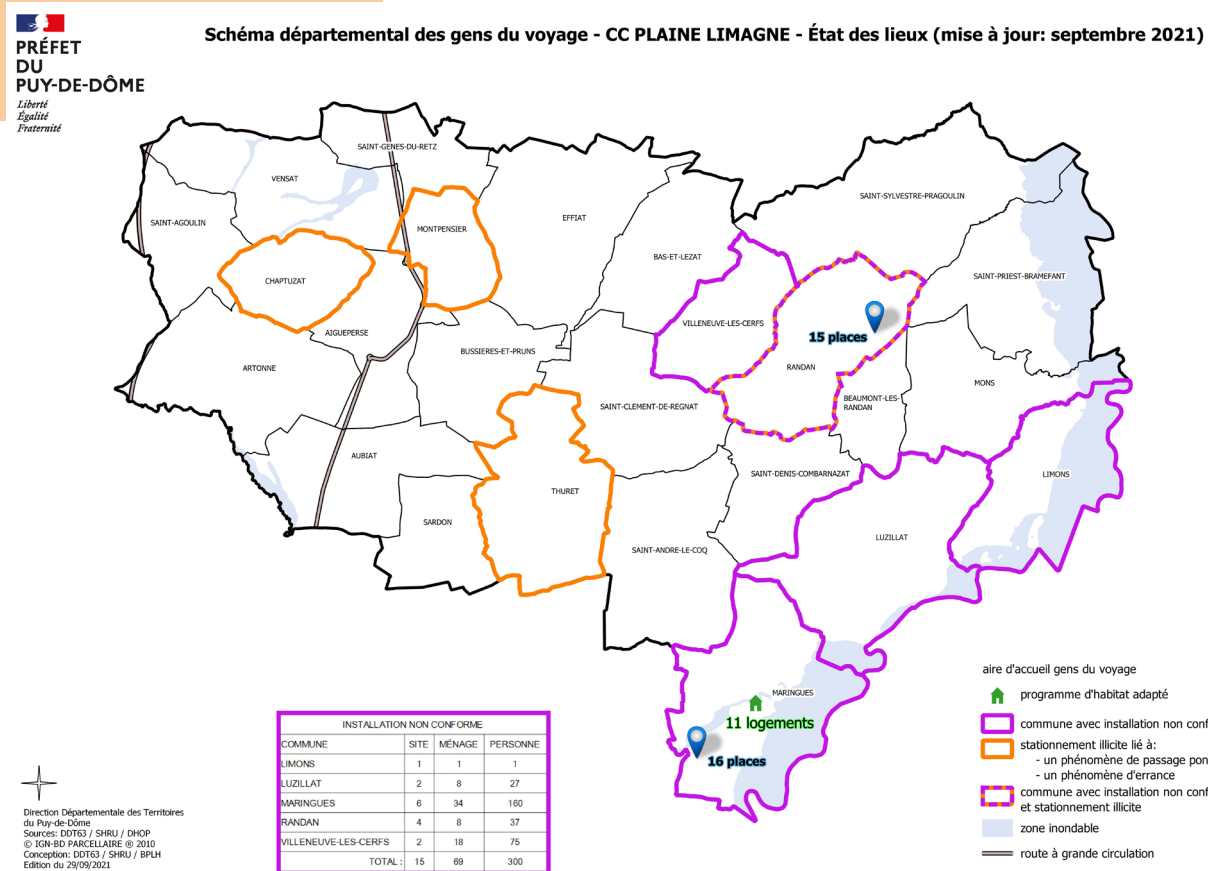 PRÉFET
DU
PUY-DE-DÔME
Liberté
Égalité
Fraternité
Schéma départemental des gens du voyage - CC PLAINE LIMAGNE - État des lieux (mise à jour: septembre 2021)
SAINT-GENES-DU-RETZ
VENSAT
SAINT-AGOULIN
MONTPENSIER
EFFIAT
SAINT-SYLVESTRE-PRAGOULIN
BAS-ET-LEZAT
CHAPTUZAT
SAINT-PRIEST-BRAMEFANT
VILLENEUVE-LES-CERFS
15 places
AIGUEPERSE
BUSSIERES-ET-PRUNS
ARTONNE
RANDAN
MONS
SAINT-CLEMENT-DE-REGNAT
BEAUMONT-LES-
RANDAN
AUBIAT
SAINT-DENIS-COMBARNAZAT
LIMONS
THURET
SARDON
LUZILLAT
SAINT-ANDRE-LE-COQ
MARINGUES
11 logements
16 places
aire d'accueil gens du voyage
programme d'habitat adapté
commune avec installation non conf
stationnement illicite lié à:
- un phénomène de passage pon
- un phénomène d'errance
commune avec installation non conf
et stationnement illicite
zone inondable
route à grande circulation
INSTALLATION NON CONFORME
COMMUNE SITE MÉNAGE PERSONNE
LIMONS 1 1 1
LUZILLAT 2 8 27
MARINGUES 6 34 160
RANDAN 4 8 37
VILLENEUVE-LES-CERFS 2 18 75
TOTAL : 15 69 300
Direction Départementale des Territoires
du Puy-de-Dôme
Sources: DDT63 / SHRU / DHOP
© IGN-BD PARCELLAIRE ® 2010
Conception: DDT63 / SHRU / BPLH
Edition du 29/09/2021